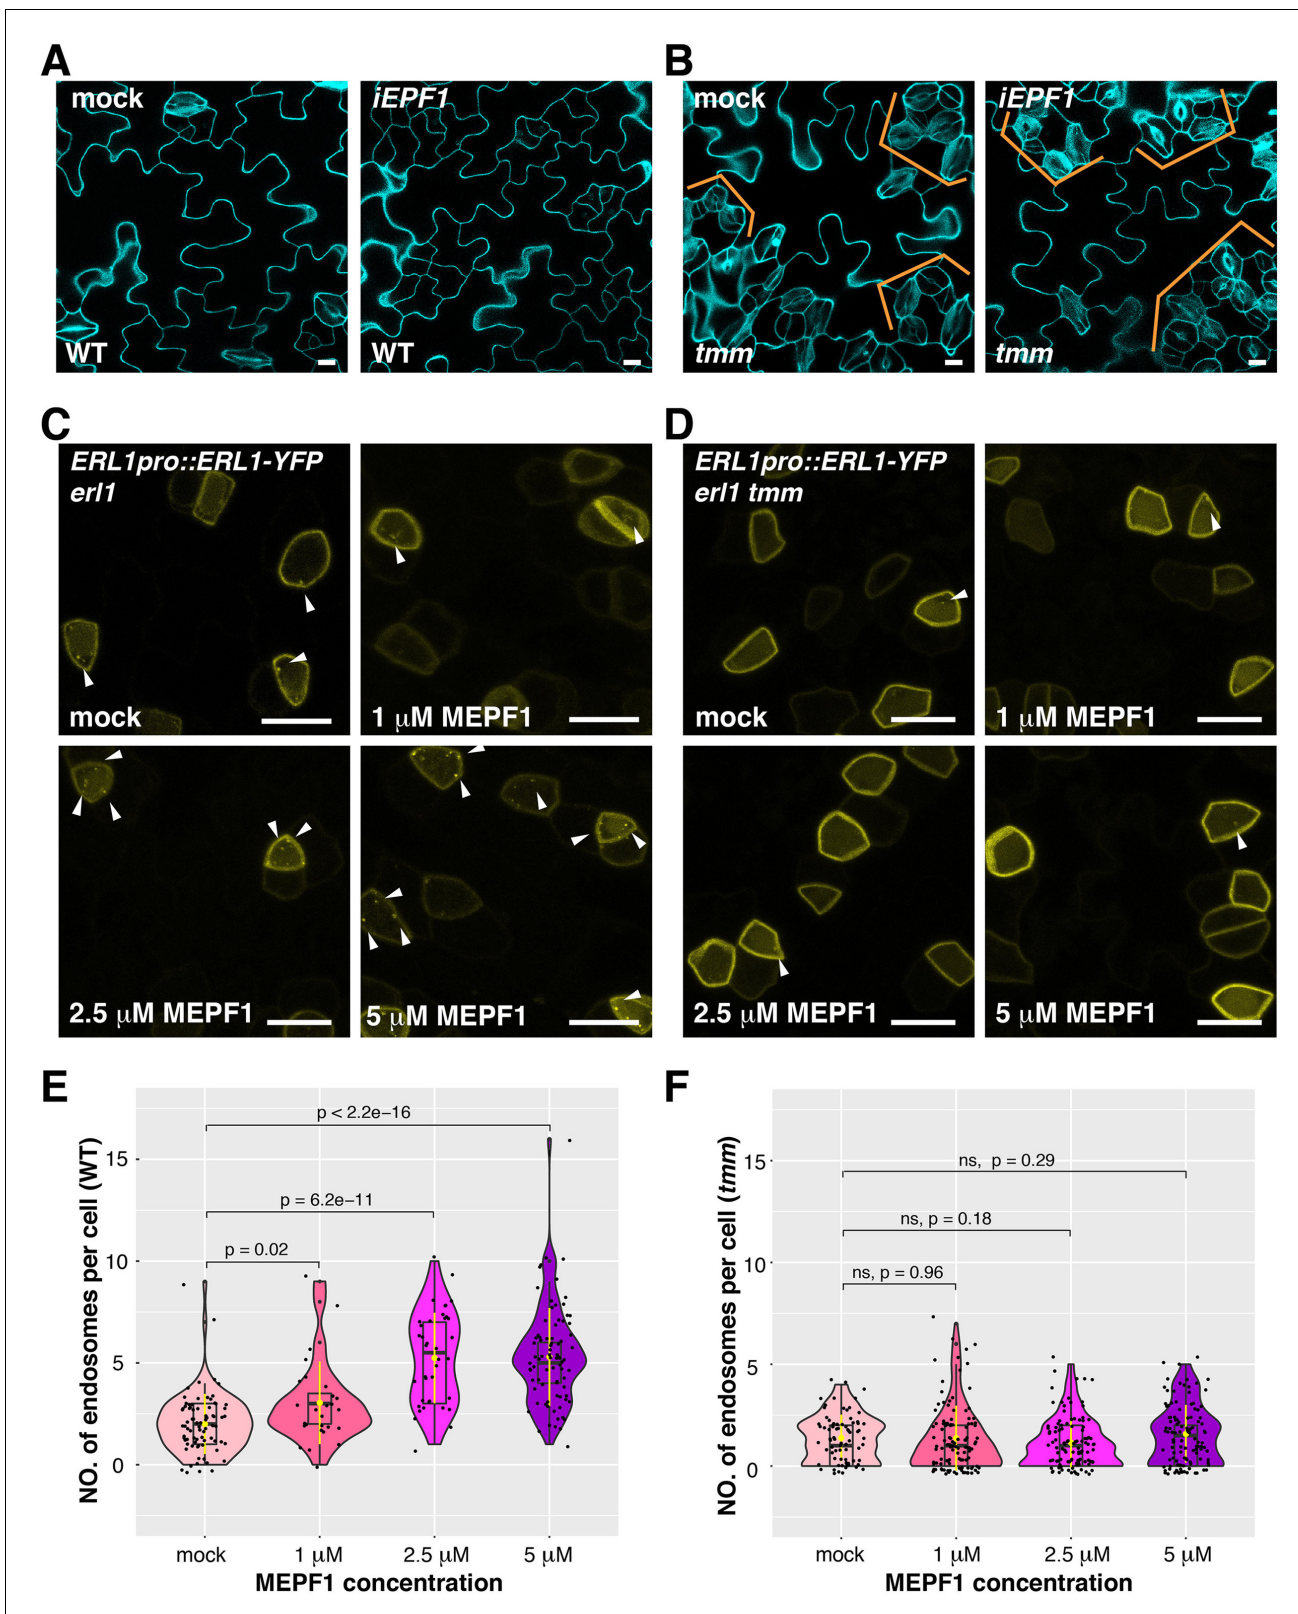 A
B
mock
iEPF1
mock
iEPF1
WT
WT
tmm
tmm
C
D
ERL1pro::ERL1-YFP
erl1
ERL1pro::ERL1-YFP
erl1 tmm
mock
1 μM MEPF1
mock
1 μM MEPF1
2.5 μM MEPF1
5 μM MEPF1
2.5 μM MEPF1
5 μM MEPF1
E
F
NO. of endosomes per cell (WT)
15
10
5
0
p < 2.2e−16
p = 6.2e−11
p = 0.02
mock
1 μM
2.5 μM
5 μM
MEPF1 concentration
NO. of endosomes per cell (tmm)
15
10
5
0
ns, p = 0.29
ns, p = 0.18
ns, p = 0.96
mock
1 μM
2.5 μM
5 μM
MEPF1 concentration